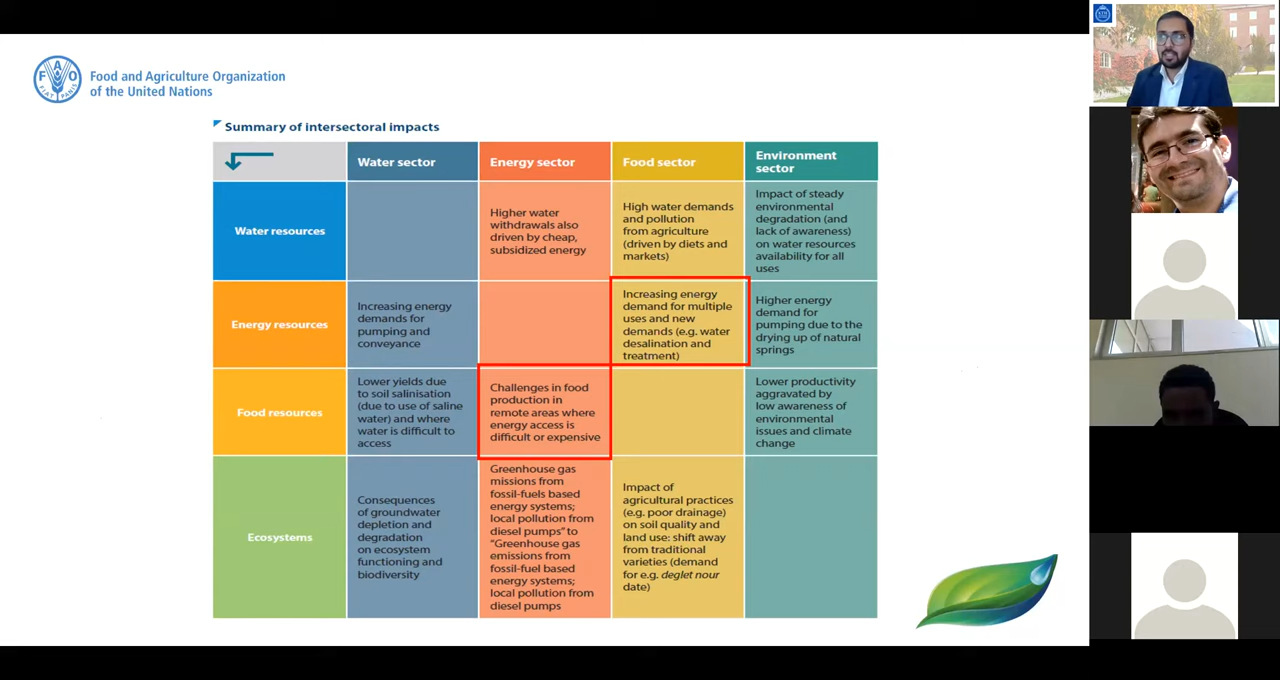 Food and Agriculture Organization
of the United Nations
Summary of intersectoral impacts
Water sector
Energy sector
Food sector
Environment
sector
Water resources
Higher water
withdrawals also
driven by cheap,
subsidized energy
High water demands
and pollution
from agriculture
(driven by diets and
markets)
Impact of steady
environmental
degradation (and
lack of awareness)
on water resources
availability for all
uses
Energy resources
Increasing energy
demands for
pumping and
conveyance
Increasing energy
demand for multiple
uses and new
demands (e.g. water
desalination and
treatment)
Higher energy
demand for
pumping due to the
drying up of natural
springs
Food resources
Lower yields due
to soil salinisation
(due to use of saline
water) and where
water is difficult to
access
Challenges in food
production in
remote areas where
energy access is
difficult or expensive
Lower productivity
aggravated by
low awareness of
environmental
issues and climate
change
Ecosystems
Consequences
of groundwater
depletion and
degradation
on ecosystem
functioning and
biodiversity
Greenhouse gas
missions from
fossil-fuels based
energy systems;
local pollution from
diesel pumps" to
"Greenhouse gas
emissions from
fossil-fuel based
energy systems;
local pollution from
diesel pumps
Impact of
agricultural practices
(e.g. poor drainage)
on soil quality and
land use: shift away
from traditional
varieties (demand
for e.g. deglet nour
date)